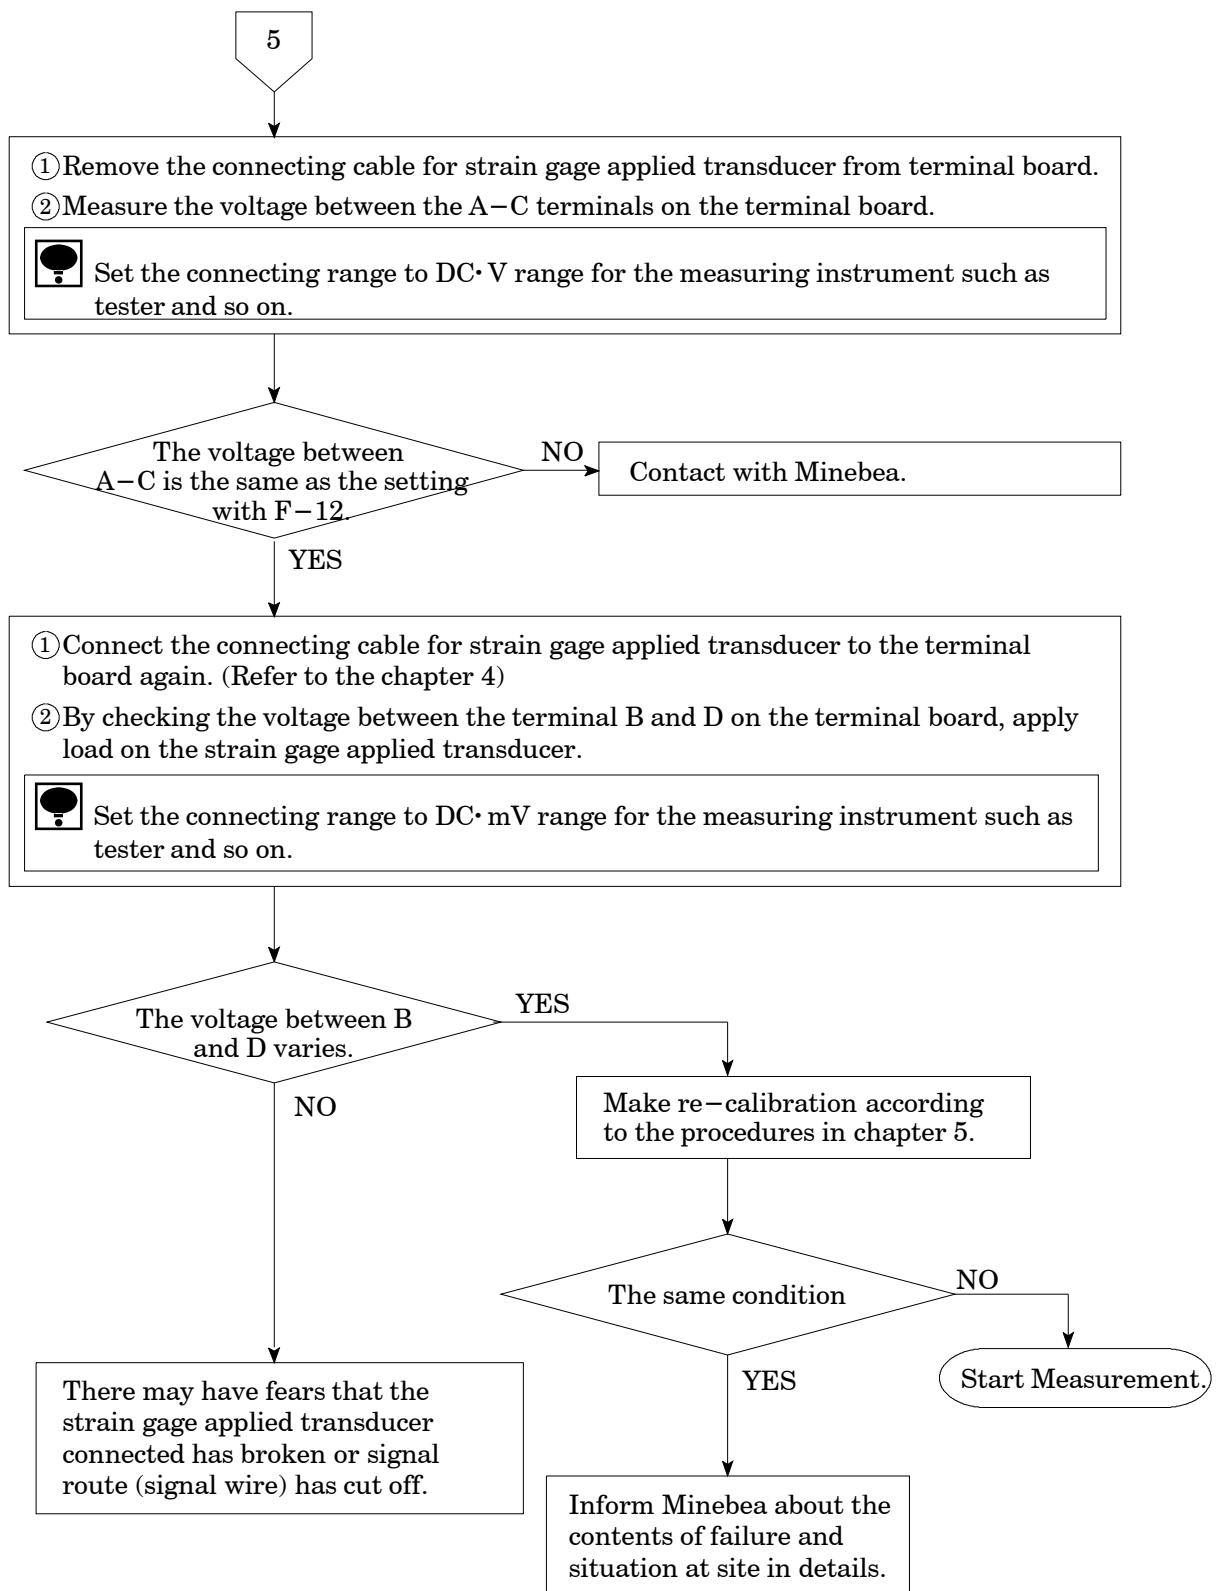 5
①Remove the connecting cable for strain gage applied transducer from terminal board.
②Measure the voltage between the A−C terminals on the terminal board.
Set the connecting range to DC・V range for the measuring instrument such as
tester and so on.
The voltage between
A−C is the same as the setting
with F−12.
NO
Contact with Minebea.
YES
①Connect the connecting cable for strain gage applied transducer to the terminal
board again. (Refer to the chapter 4)
②By checking the voltage between the terminal B and D on the terminal board, apply
load on the strain gage applied transducer.
Set the connecting range to DC・mV range for the measuring instrument such as
tester and so on.
The voltage between B
and D varies.
YES
NO
Make re−calibration according
to the procedures in chapter 5.
The same condition
NO
YES
Start Measurement.
There may have fears that the
strain gage applied transducer
connected has broken or signal
route (signal wire) has cut off.
Inform Minebea about the
contents of failure and
situation at site in details.